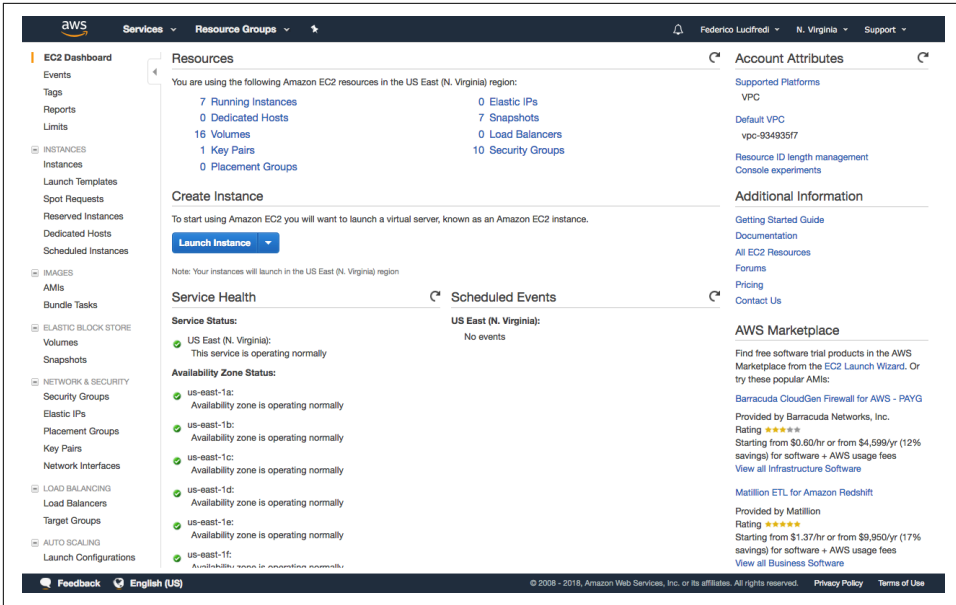 aws
Services
Resource Groups
Federico Lucifredi
N. Virginia
Support
EC2 Dashboard
Events
Tags
Reports
Limits
INSTANCES
Instances
Launch Templates
Spot Requests
Reserved Instances
Dedicated Hosts
Scheduled Instances
IMAGES
AMIs
Bundle Tasks
ELASTIC BLOCK STORE
Volumes
Snapshots
NETWORK & SECURITY
Security Groups
Elastic IPs
Placement Groups
Key Pairs
Network Interfaces
LOAD BALANCING
Load Balancers
Target Groups
AUTO SCALING
Launch Configurations
Resources
You are using the following Amazon EC2 resources in the US East (N. Virginia) region:
7 Running Instances
0 Dedicated Hosts
16 Volumes
1 Key Pairs
0 Placement Groups
0 Elastic IPs
7 Snapshots
0 Load Balancers
10 Security Groups
Create Instance
To start using Amazon EC2 you will want to launch a virtual server, known as an Amazon EC2 instance.
Launch Instance
Note: Your instances will launch in the US East (N. Virginia) region
Service Health
Service Status:
US East (N. Virginia):
This service is operating normally
Availability Zone Status:
us-east-1a:
Availability zone is operating normally
us-east-1b:
Availability zone is operating normally
us-east-1c:
Availability zone is operating normally
us-east-1d:
Availability zone is operating normally
us-east-1e:
Availability zone is operating normally
us-east-1f:
Availability zone is operating normally
Scheduled Events
US East (N. Virginia):
No events
Account Attributes
Supported Platforms
VPC
Default VPC
vpc-934935f7
Resource ID length management
Console experiments
Additional Information
Getting Started Guide
Documentation
All EC2 Resources
Forums
Pricing
Contact Us
AWS Marketplace
Find free software trial products in the AWS
Marketplace from the EC2 Launch Wizard. Or
try these popular AMIs:
Barracuda CloudGen Firewall for AWS - PAYG
Provided by Barracuda Networks, Inc.
Rating
Starting from $0.60/hr or from $4,599/yr (12%
savings) for software + AWS usage fees
View all Infrastructure Software
Matillion ETL for Amazon Redshift
Provided by Matillion
Rating
Starting from $1.37/hr or from $9,950/yr (17%
savings) for software + AWS usage fees
View all Business Software
Feedback
English (US)
© 2008 - 2018, Amazon Web Services, Inc. or its affiliates. All rights reserved.
Privacy Policy
Terms of Use